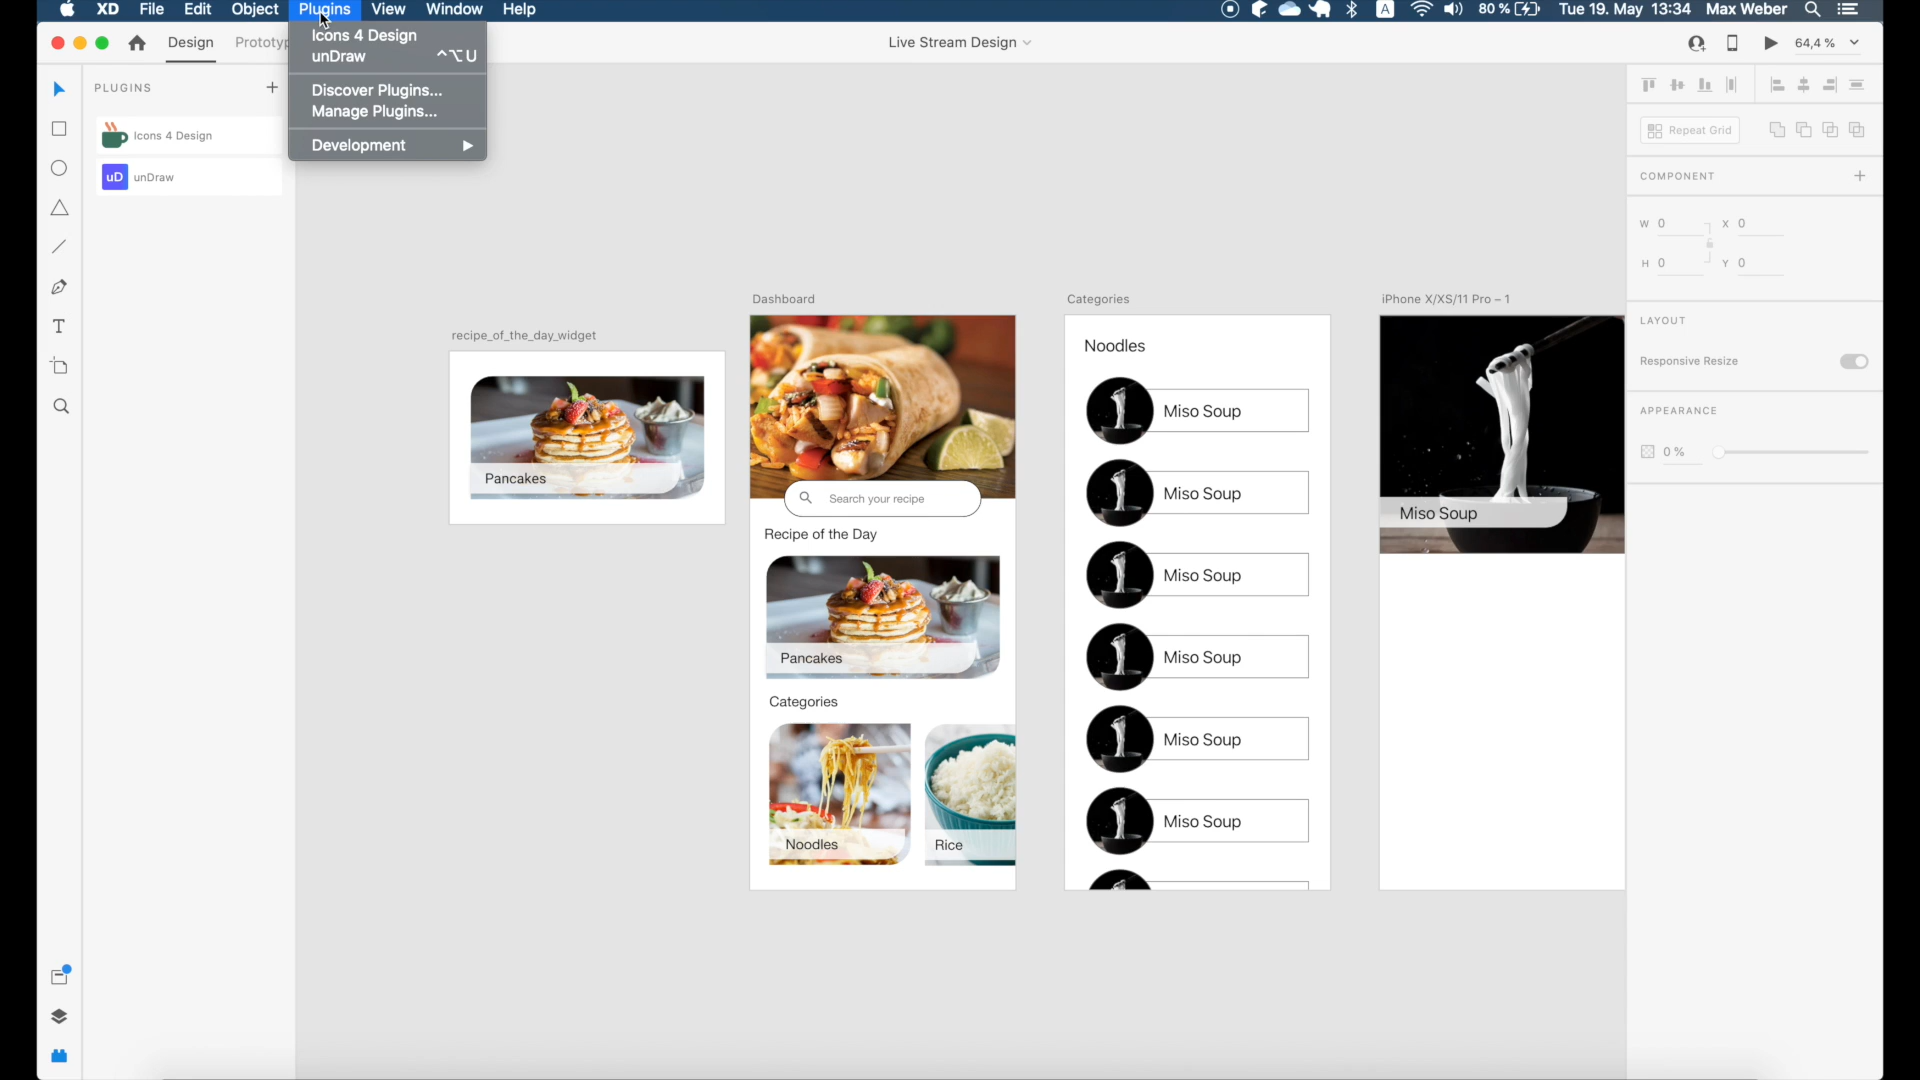 XD File Edit Object Plugins View Window Help
A 80 % Tue 19. May 13:34 Max Weber
Design Prototyp
Live Stream Design
64,4 %
Icons 4 Design
unDraw ^⌥U
Discover Plugins...
Manage Plugins...
Development
PLUGINS
Icons 4 Design
uD unDraw
recipe_of_the_day_widget
Pancakes
Dashboard
Search your recipe
Recipe of the Day
Pancakes
Categories
Noodles
Rice
Categories
Noodles
Miso Soup
Miso Soup
Miso Soup
Miso Soup
Miso Soup
Miso Soup
iPhone X/XS/11 Pro – 1
Miso Soup
Repeat Grid
COMPONENT
W 0 X 0
H 0 Y 0
LAYOUT
Responsive Resize
APPEARANCE
0 %